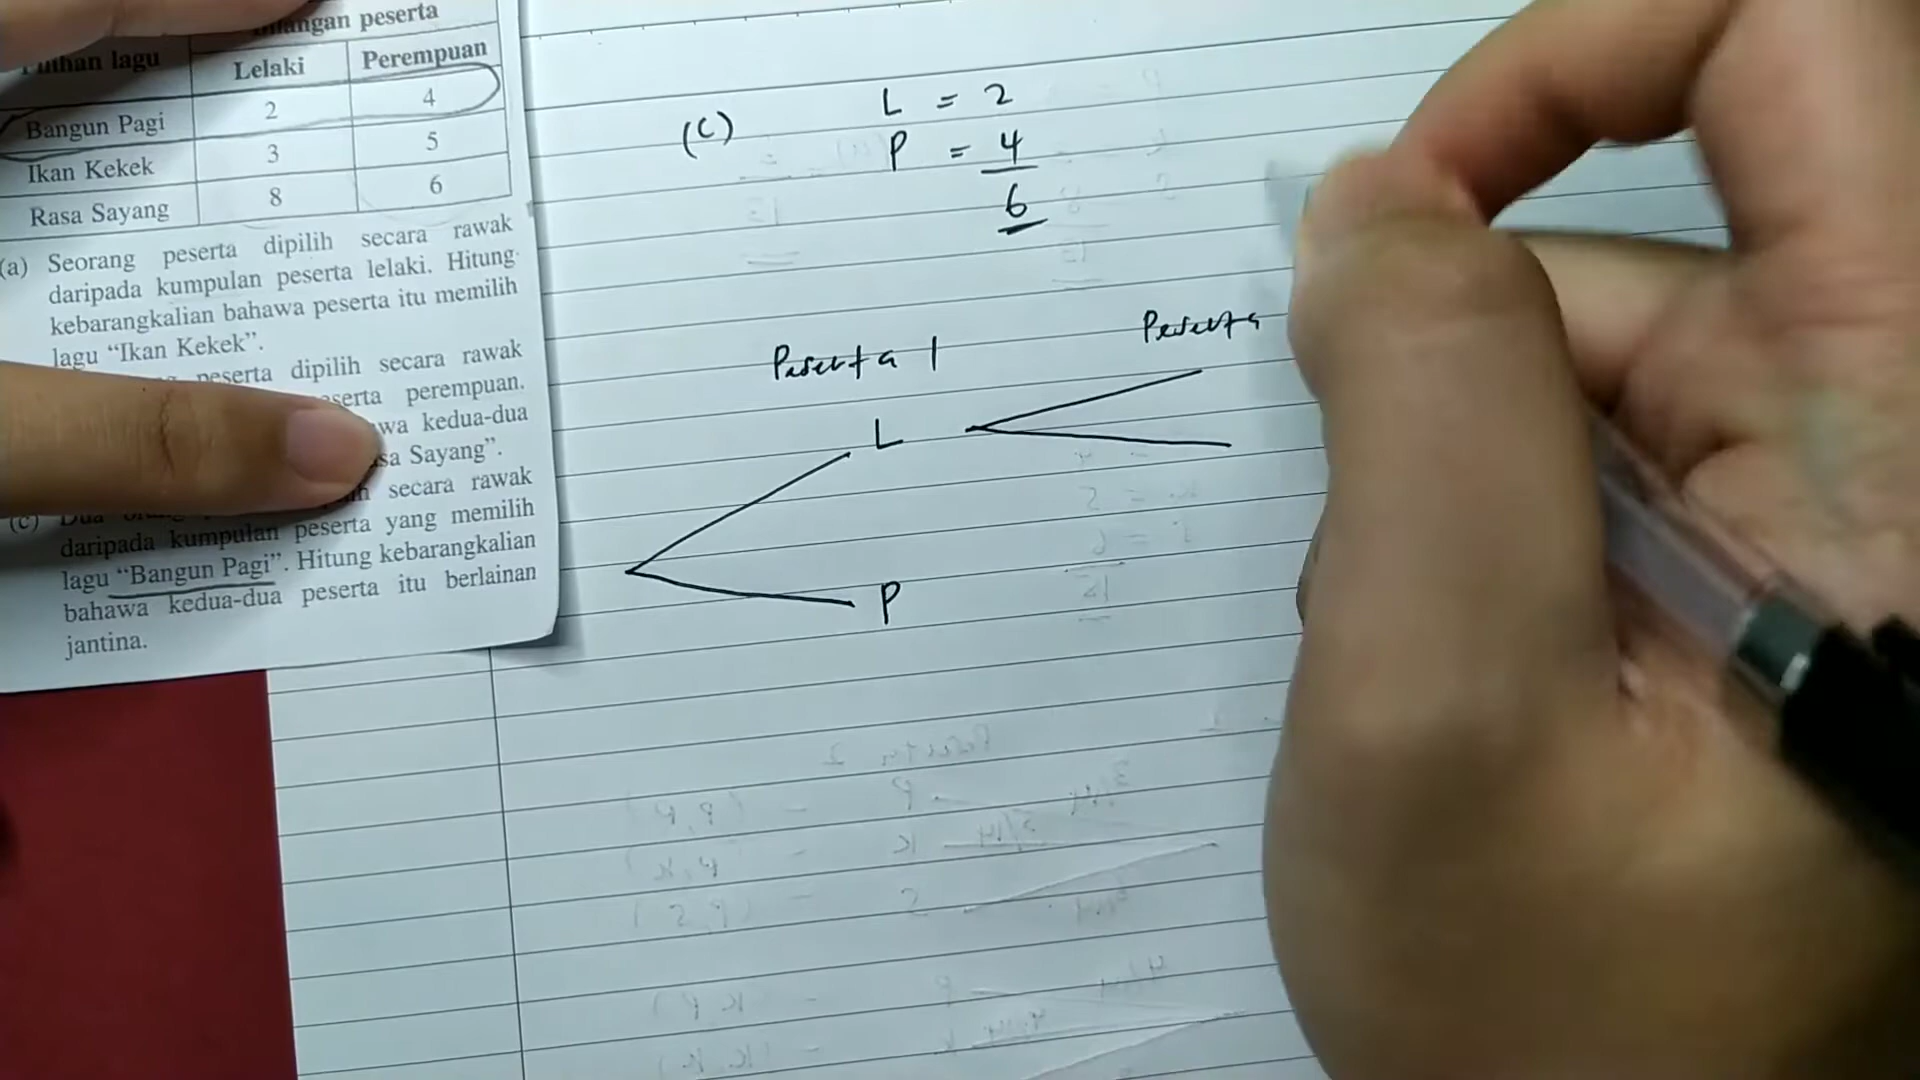 peserta
lagu
Lelaki
Perempuan
Bangun Pagi
2
4
Ikan Kekek
3
5
Rasa Sayang
8
6
(a) Seorang peserta dipilih secara rawak
daripada kumpulan peserta lelaki. Hitung
kebarangkalian bahawa peserta itu memilih
lagu “Ikan Kekek”.
peserta dipilih secara rawak
perempuan.
kedua-dua
Sayang”.
secara rawak
(c) Dua
daripada kumpulan peserta yang memilih
lagu “Bangun Pagi”. Hitung kebarangkalian
bahawa kedua-dua peserta itu berlainan
jantina.
(C)
L = 2
P = 4
6
Peserta 1
Peserta
L
P